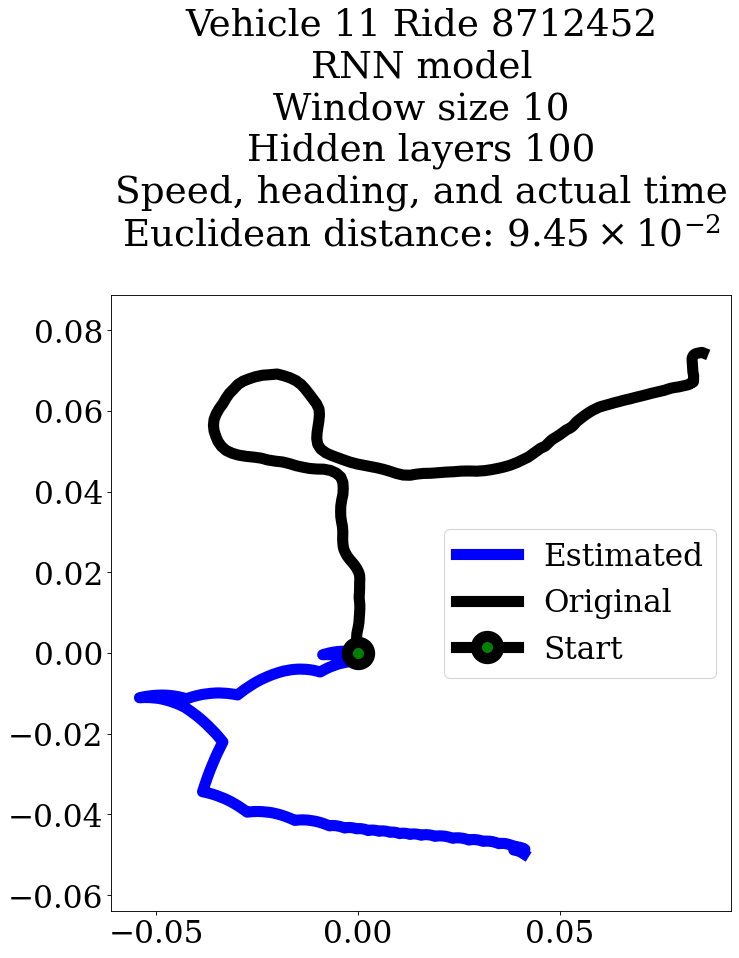 Vehicle 11 Ride 8712452
RNN model
Window size 10
Hidden layers 100
Speed, heading, and actual time
Euclidean distance: 9.45 × 10⁻²
0.08
0.06
0.04
0.02
0.00
−0.02
−0.04
−0.06
Estimated
Original
Start
−0.05
0.00
0.05